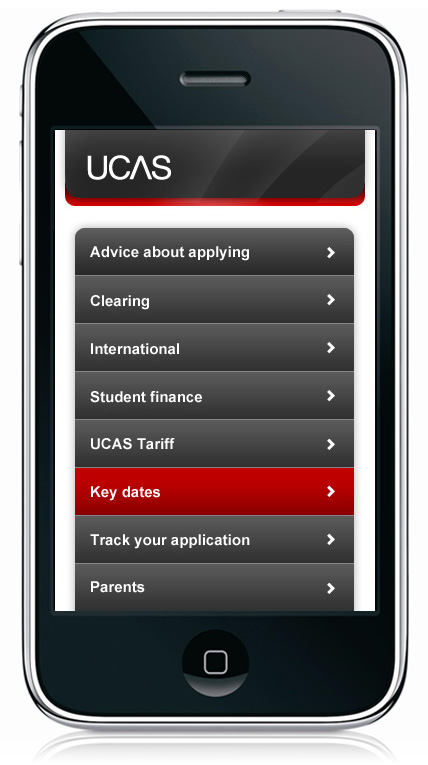 UCAS
Advice about applying
Clearing
International
Student finance
UCAS Tariff
Key dates
Track your application
Parents